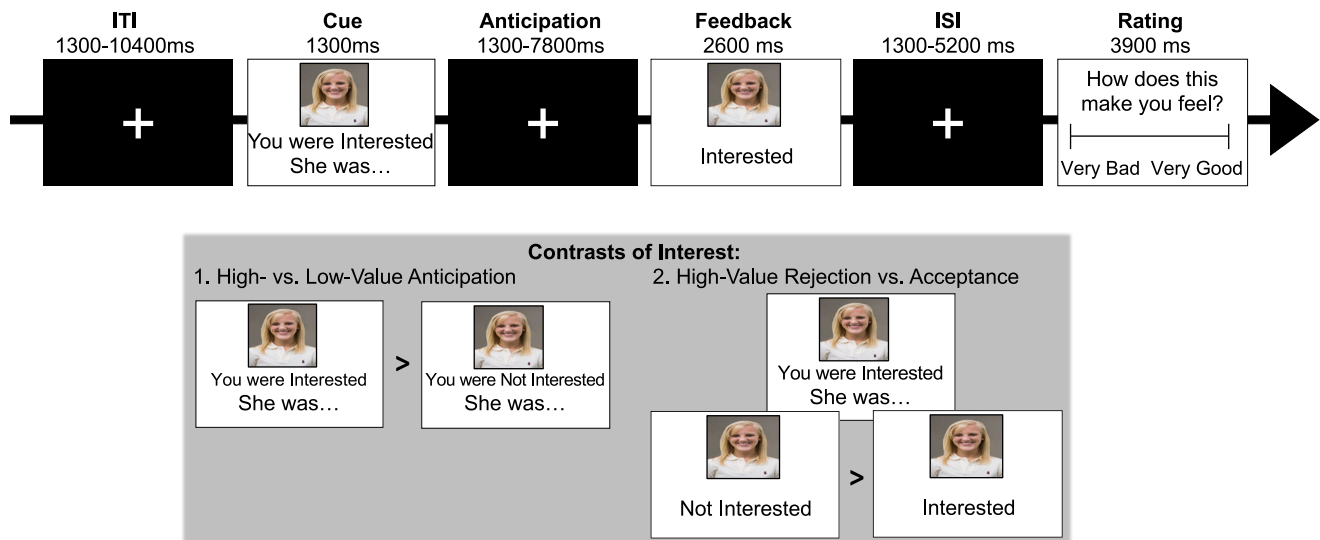 ITI
1300-10400ms
Cue
1300ms
Anticipation
1300-7800ms
Feedback
2600 ms
ISI
1300-5200ms
Rating
3900 ms
+
You were Interested
She was…
+
Interested
+
How does this
make you feel?
Very Bad Very Good
Contrasts of Interest:
1. High- vs. Low-Value Anticipation
You were Interested
She was…
>
You were Not Interested
She was…
2. High-Value Rejection vs. Acceptance
You were Interested
She was…
Not Interested
>
Interested